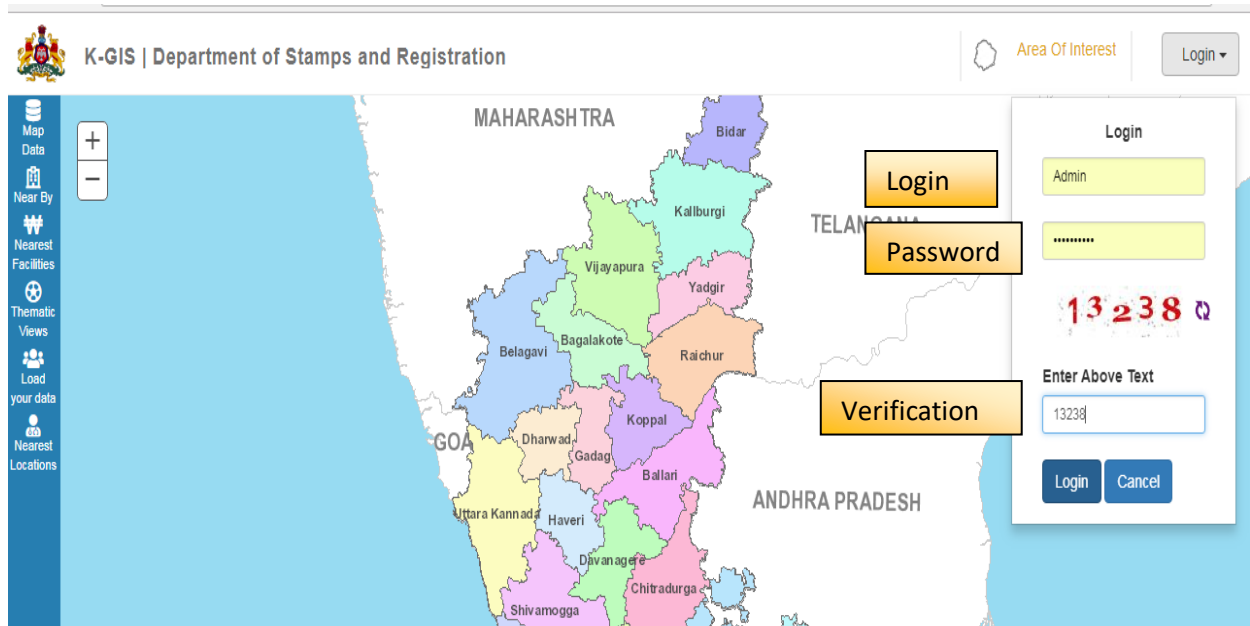 K-GIS | Department of Stamps and Registration
Area Of Interest
Login
Map
Data
Near By
Nearest
Facilities
Thematic
Views
Load
your data
Nearest
Locations
+
−
MAHARASHTRA
Bidar
Kallburgi
TELANGANA
Vijayapura
Yadgir
Bagalakote
Belagavi
Raichur
Koppal
GOA
Dharwad
Gadag
Ballari
ANDHRA PRADESH
Uttara Kannada
Haveri
Davanagere
Chitradurga
Shivamogga
Login
Password
Verification
Login
Admin
••••••••••
13238
Enter Above Text
13238
Login
Cancel